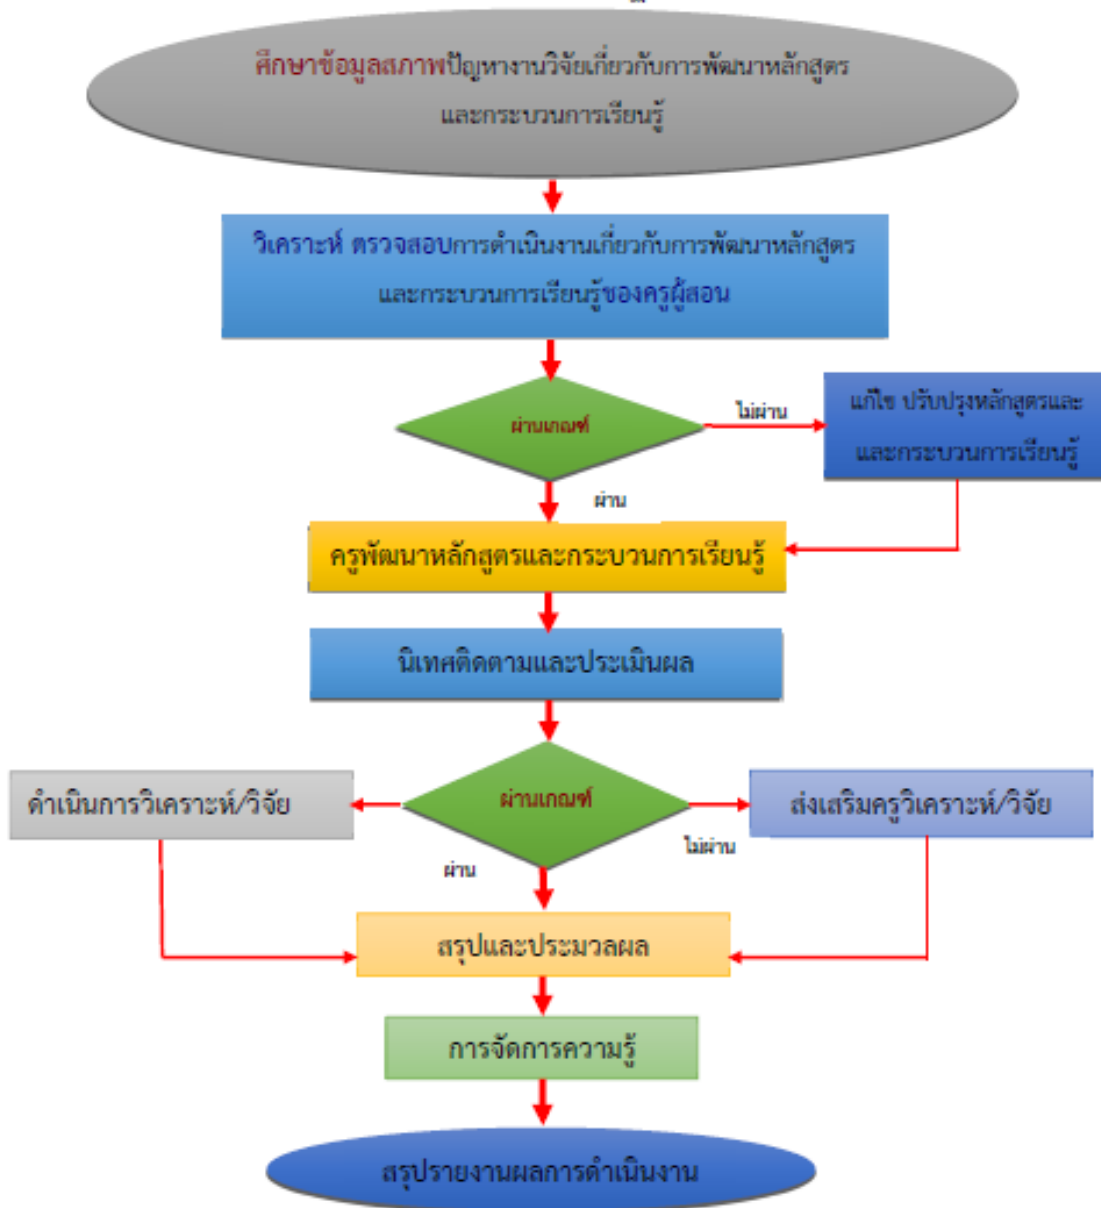 ศึกษาข้อมูลสภาพปัญหางานวิจัยเกี่ยวกับการพัฒนาหลักสูตร
และกระบวนการเรียนรู้
วิเคราะห์ ตรวจสอบการดำเนินงานเกี่ยวกับการพัฒนาหลักสูตร
และกระบวนการเรียนรู้ของครูผู้สอน
ผ่านเกณฑ์
ไม่ผ่าน
แก้ไข ปรับปรุงหลักสูตรและ
และกระบวนการเรียนรู้
ผ่าน
ครูพัฒนาหลักสูตรและกระบวนการเรียนรู้
นิเทศติดตามและประเมินผล
ดำเนินการวิเคราะห์/วิจัย
ผ่านเกณฑ์
ส่งเสริมครูวิเคราะห์/วิจัย
ไม่ผ่าน
ผ่าน
สรุปและประมวลผล
การจัดการความรู้
สรุปรายงานผลการดำเนินงาน